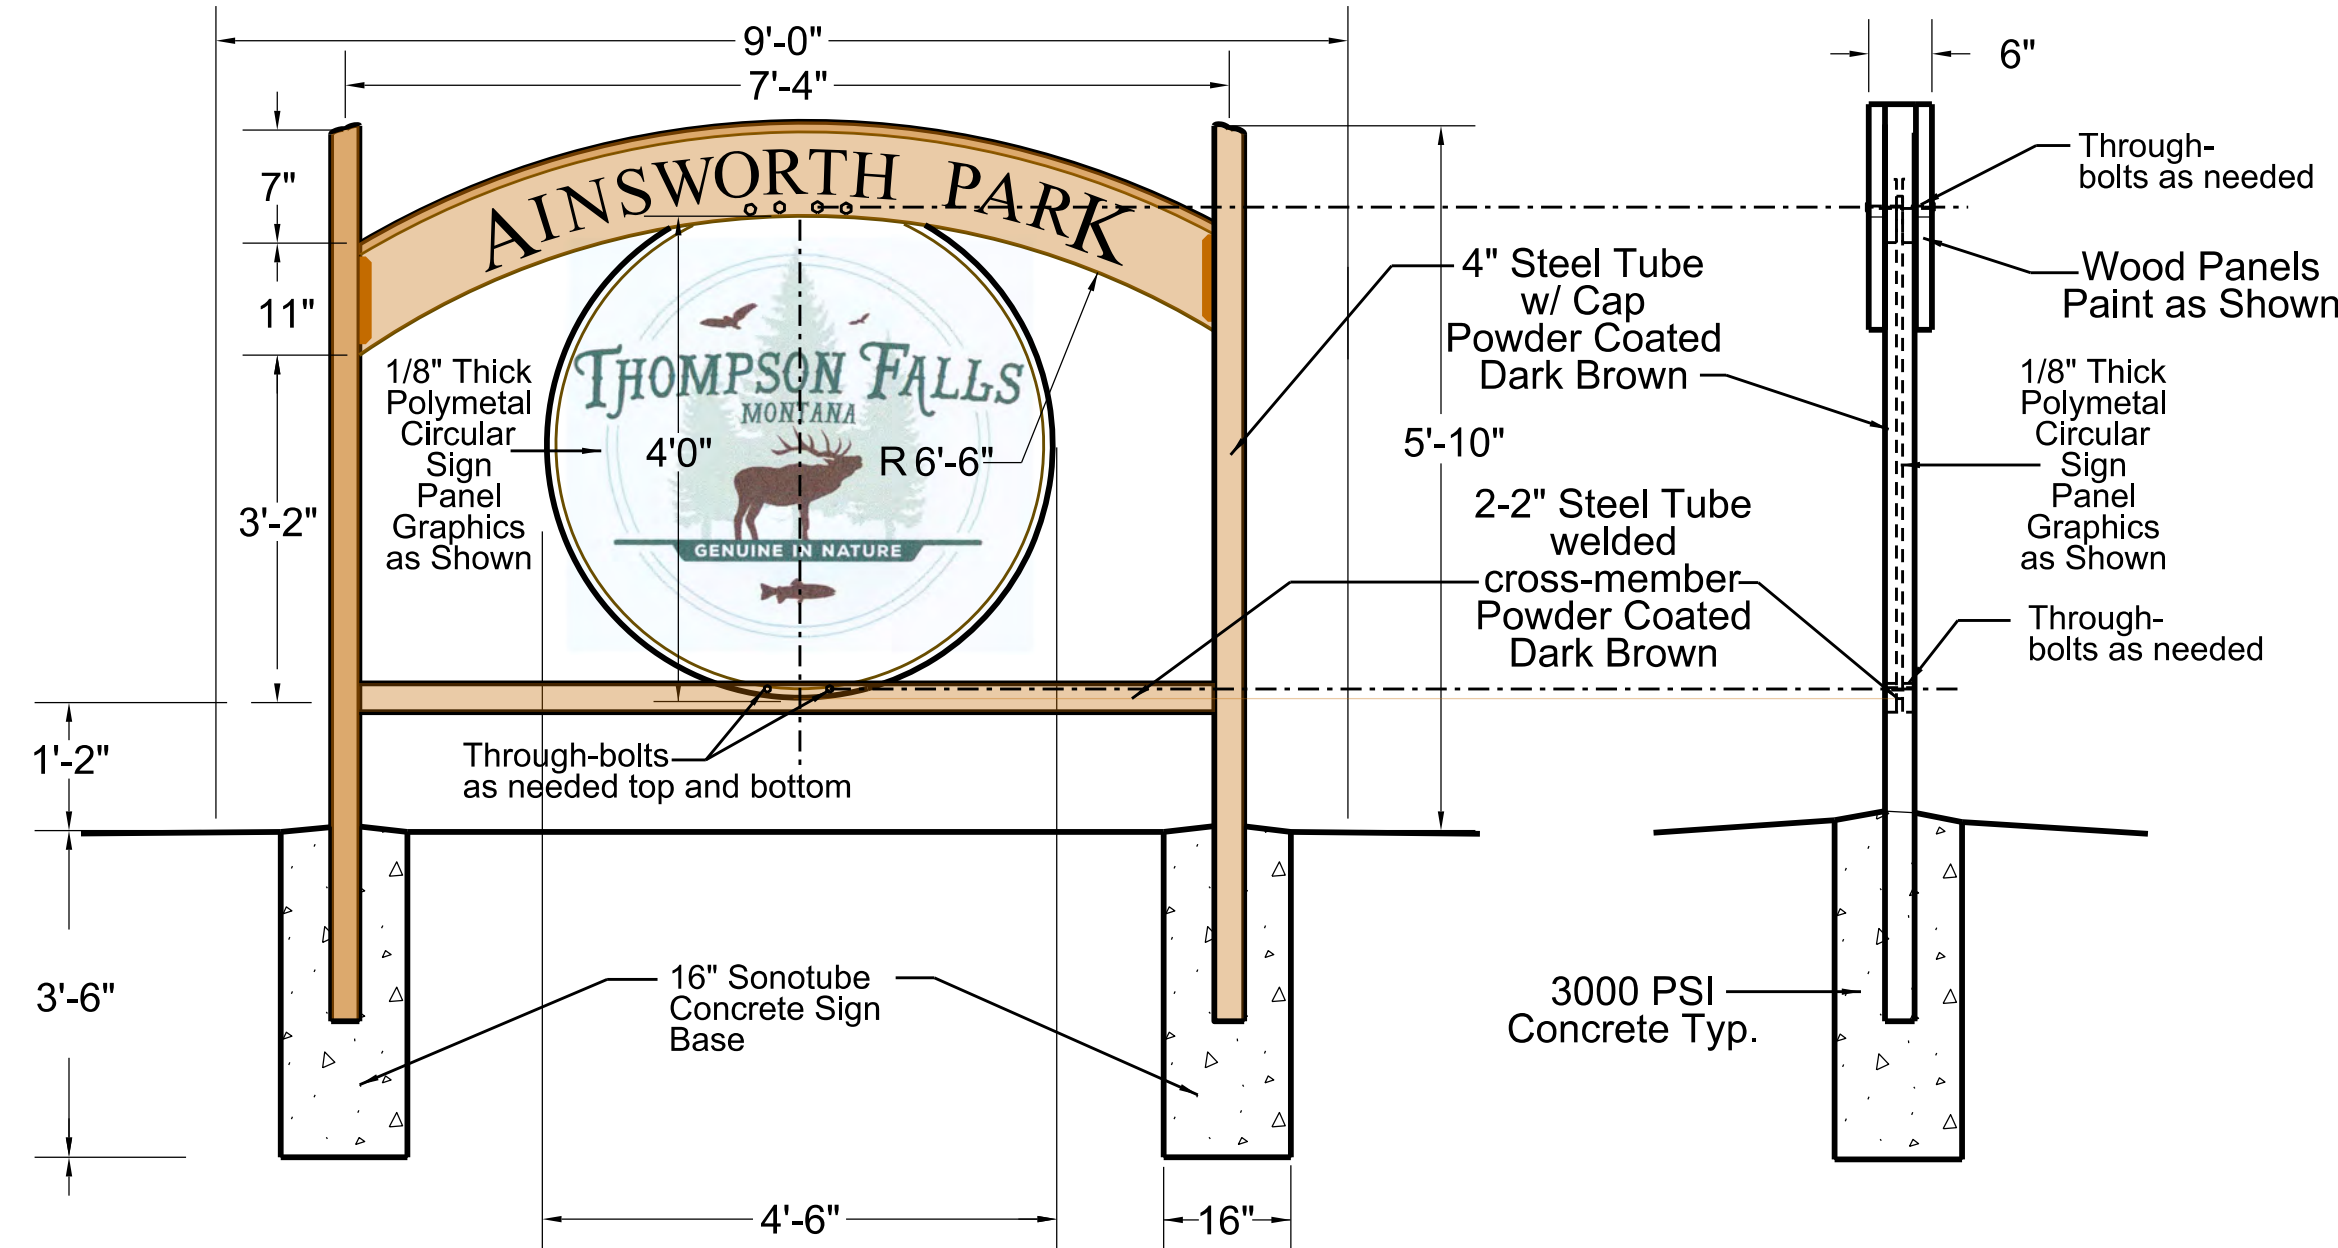 9'-0"
7'-4"
6"
7"
11"
3'-2"
1'-2"
3'-6"
AINSWORTH PARK
THOMPSON FALLS
MONTANA
GENUINE IN NATURE
4'0"
R 6'-6"
1/8" Thick
Polymetal
Circular
Sign
Panel
Graphics
as Shown
Through-bolts
as needed top and bottom
16" Sonotube
Concrete Sign
Base
4'-6"
16"
5'-10"
4" Steel Tube
w/ Cap
Powder Coated
Dark Brown
2-2" Steel Tube
welded
cross-member
Powder Coated
Dark Brown
3000 PSI
Concrete Typ.
Through-
bolts as needed
Wood Panels
Paint as Shown
1/8" Thick
Polymetal
Circular
Sign
Panel
Graphics
as Shown
Through-
bolts as needed